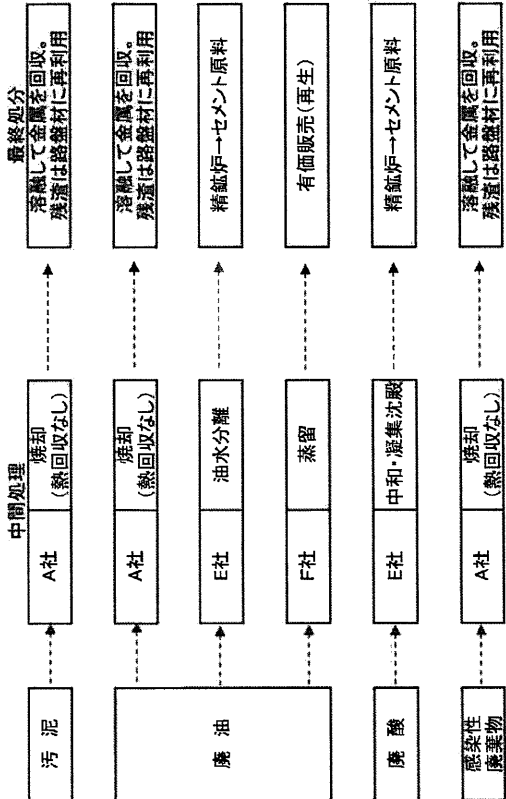 中間処理
最終処分
汚泥
A社
焼却
(熱回収なし)
溶融して金属を回収。
残渣は路盤材に再利用
廃油
A社
焼却
(熱回収なし)
溶融して金属を回収。
残渣は路盤材に再利用
E社
油水分離
精鉱炉→セメント原料
F社
蒸留
有価販売(再生)
廃酸
E社
中和・凝集沈殿
精鉱炉→セメント原料
感染性
廃棄物
A社
焼却
(熱回収なし)
溶融して金属を回収。
残渣は路盤材に再利用